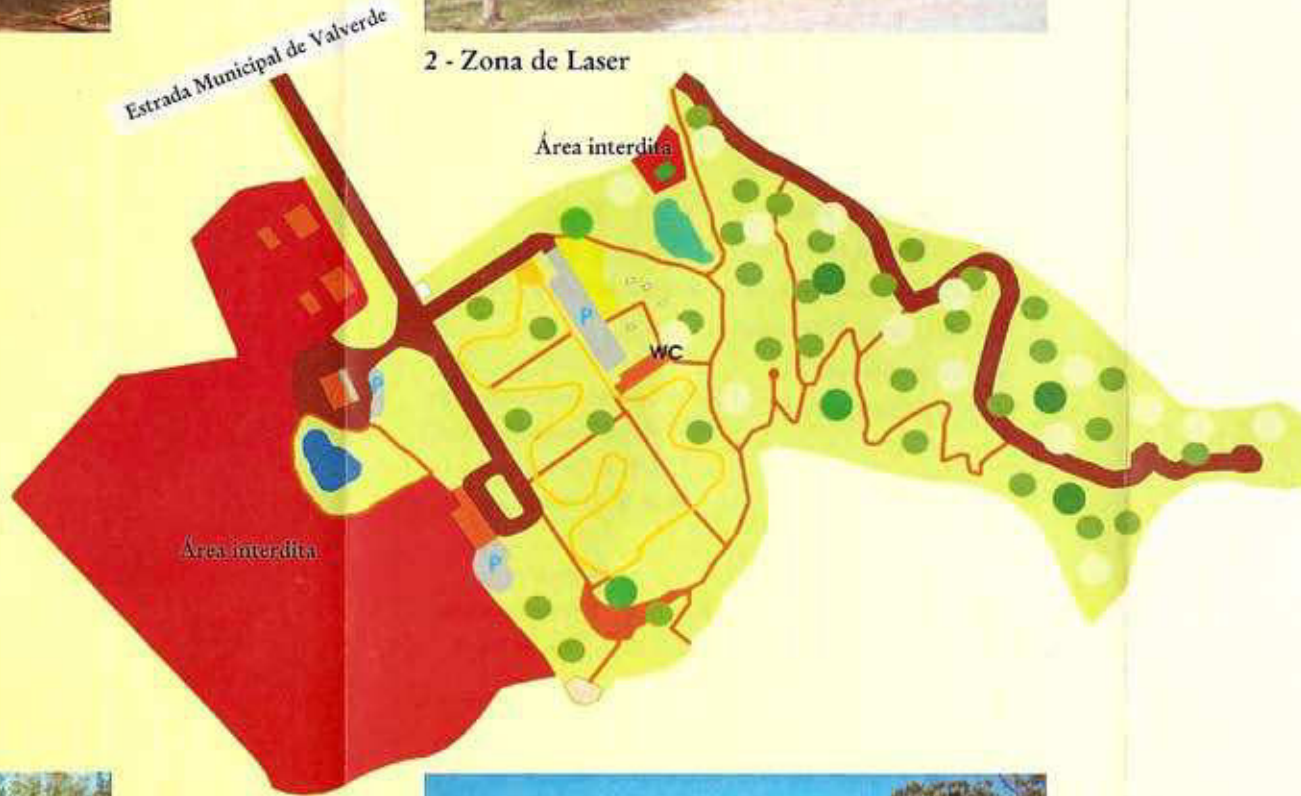 Estrada Municipal de Valverde
2 - Zona de Laser
Área interdita
P
WC
P
Área interdita
P